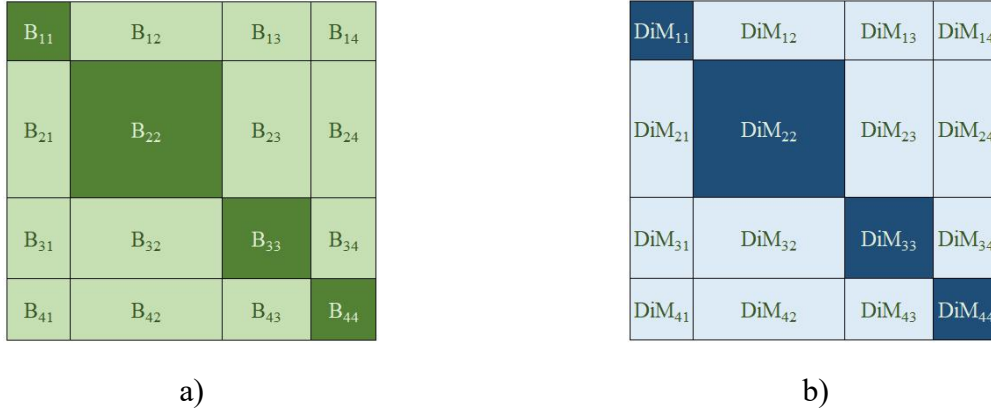 B₁₁ B₁₂ B₁₃ B₁₄ DiM₁₁ DiM₁₂ DiM₁₃ DiM₁₄
B₂₁ B₂₂ B₂₃ B₂₄ DiM₂₁ DiM₂₂ DiM₂₃ DiM₂₄
B₃₁ B₃₂ B₃₃ B₃₄ DiM₃₁ DiM₃₂ DiM₃₃ DiM₃₄
B₄₁ B₄₂ B₄₃ B₄₄ DiM₄₁ DiM₄₂ DiM₄₃ DiM₄₄
a) b)